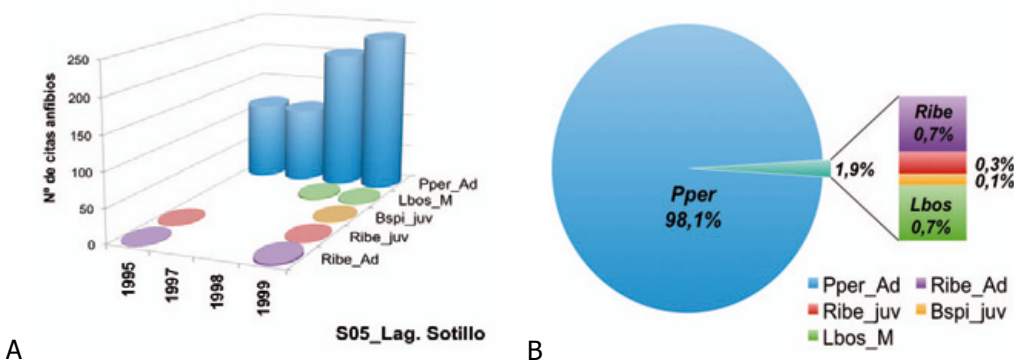 250
200
150
100
50
0
Nº de citas anfibios
1995
1997
1998
1999
Pper_Ad
Lbos_M
Bspi_juv
Ribe_juv
Ribe_Ad
S05_Lag. Sotillo
A
Pper
98,1%
1,9%
Ribe
0,7%
0,3%
0,1%
Lbos
0,7%
Pper_Ad Ribe_Ad
Ribe_juv Bspi_juv
Lbos_M
B